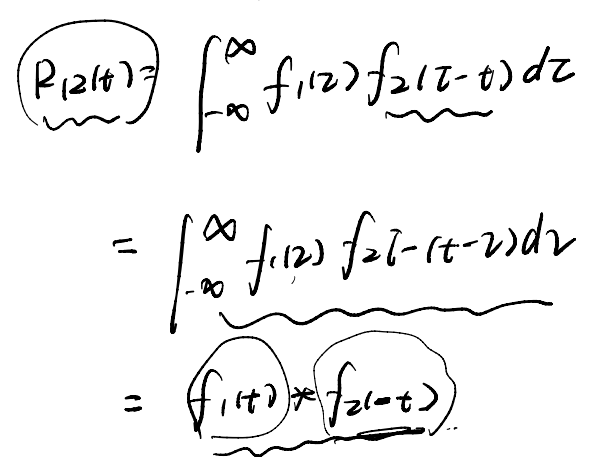 R₁₂(t) = ∫_{-∞}^{∞} f₁(τ) f₂(τ-t) dτ
= ∫_{-∞}^{∞} f₁(τ) f₂[-(t-τ) dτ
= f₁(t) * f₂(-t)